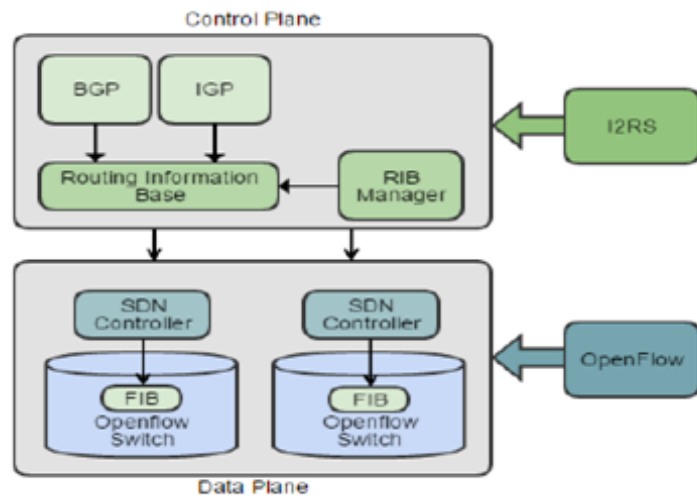 Control Plane
BGP
IGP
I2RS
Routing Information
Base
RIB
Manager
SDN
Controller
SDN
Controller
OpenFlow
FIB
Openflow
Switch
FIB
Openflow
Switch
Data Plane